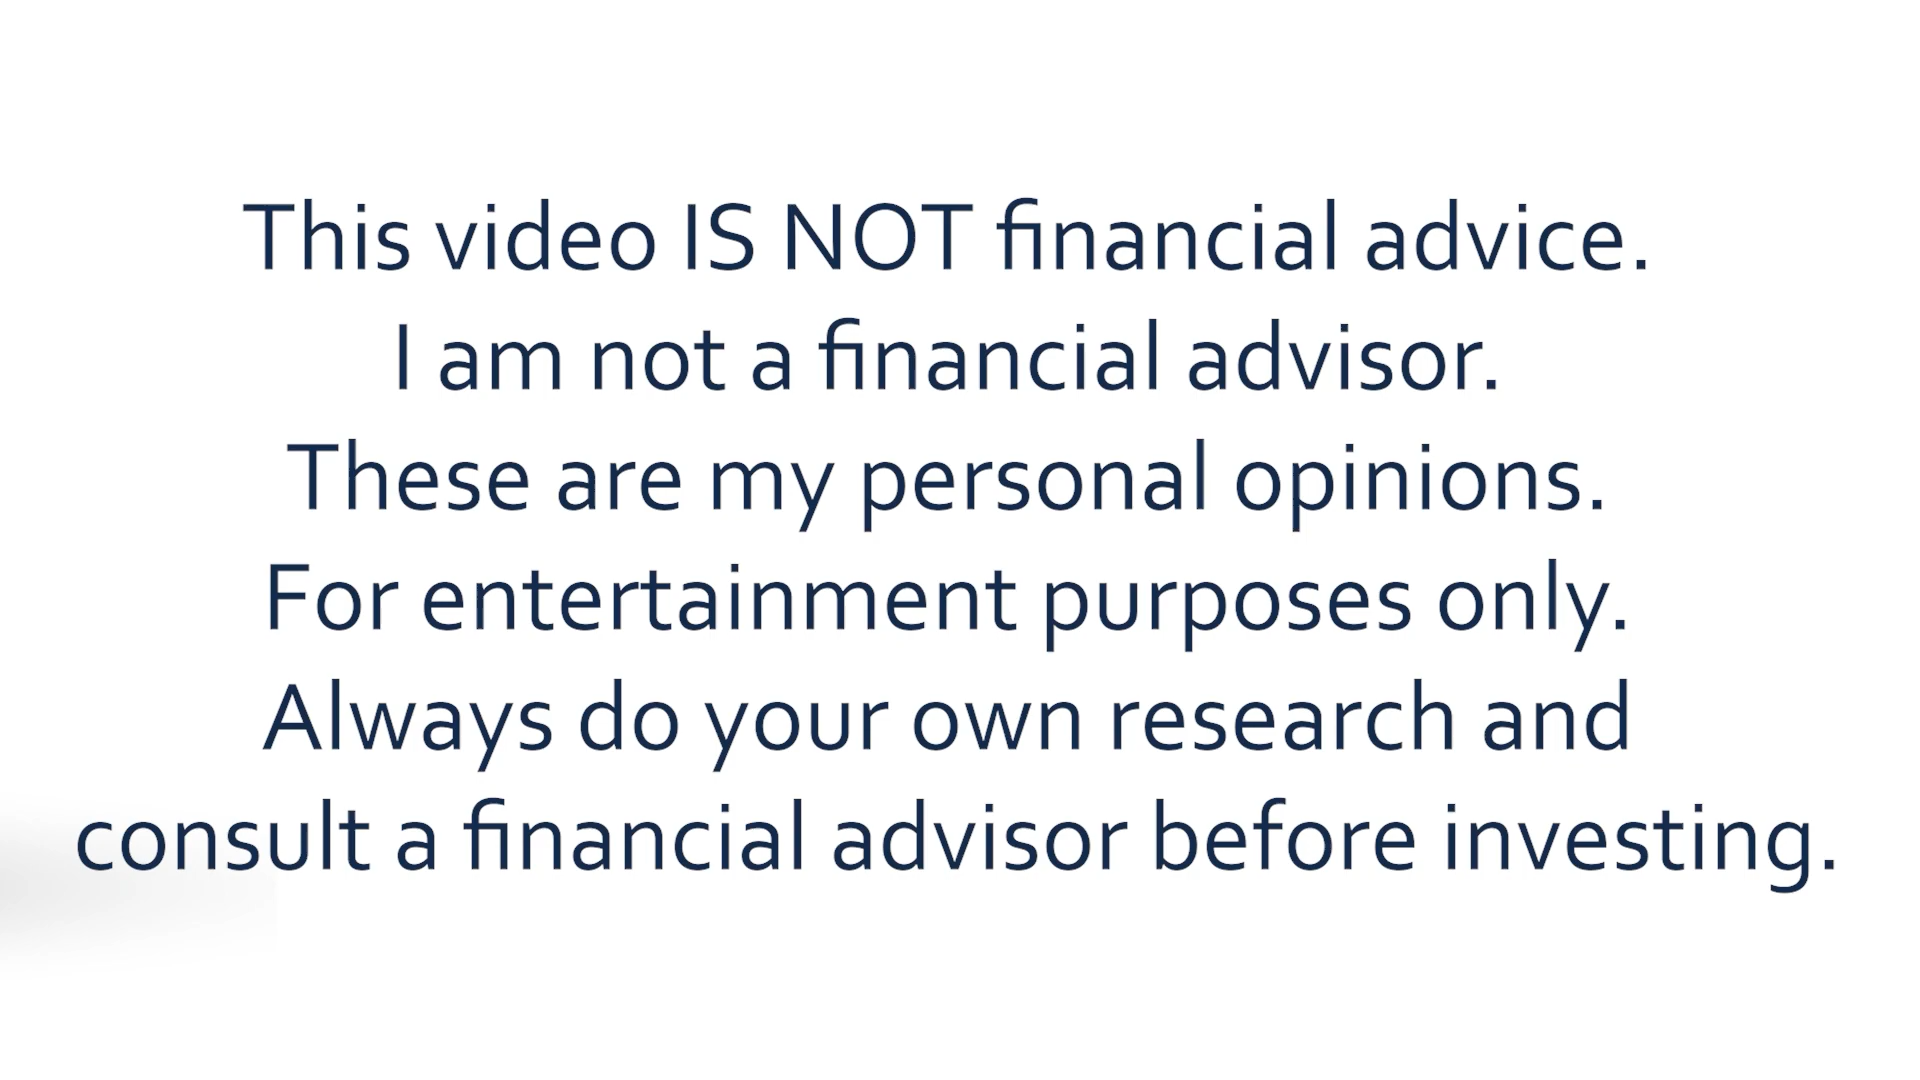 This video IS NOT financial advice.
I am not a financial advisor.
These are my personal opinions.
For entertainment purposes only.
Always do your own research and
consult a financial advisor before investing.